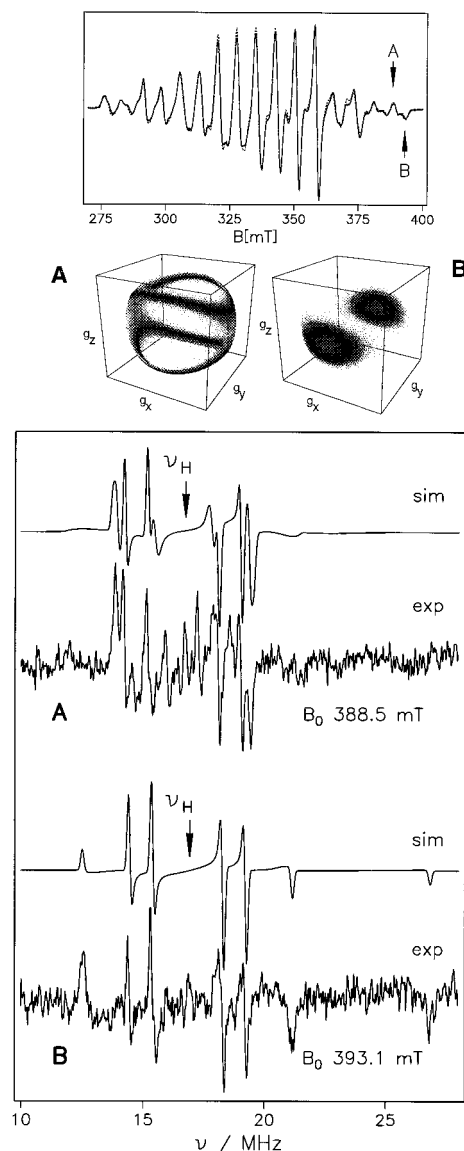 A
B
275 300 325 350 375 400
B[mT]
A
B
g_z
g_x
g_y
g_z
g_x
g_y
ν_H
sim
exp
A
B_0 388.5 mT
ν_H
sim
exp
B
B_0 393.1 mT
10 15 20 25
ν / MHz